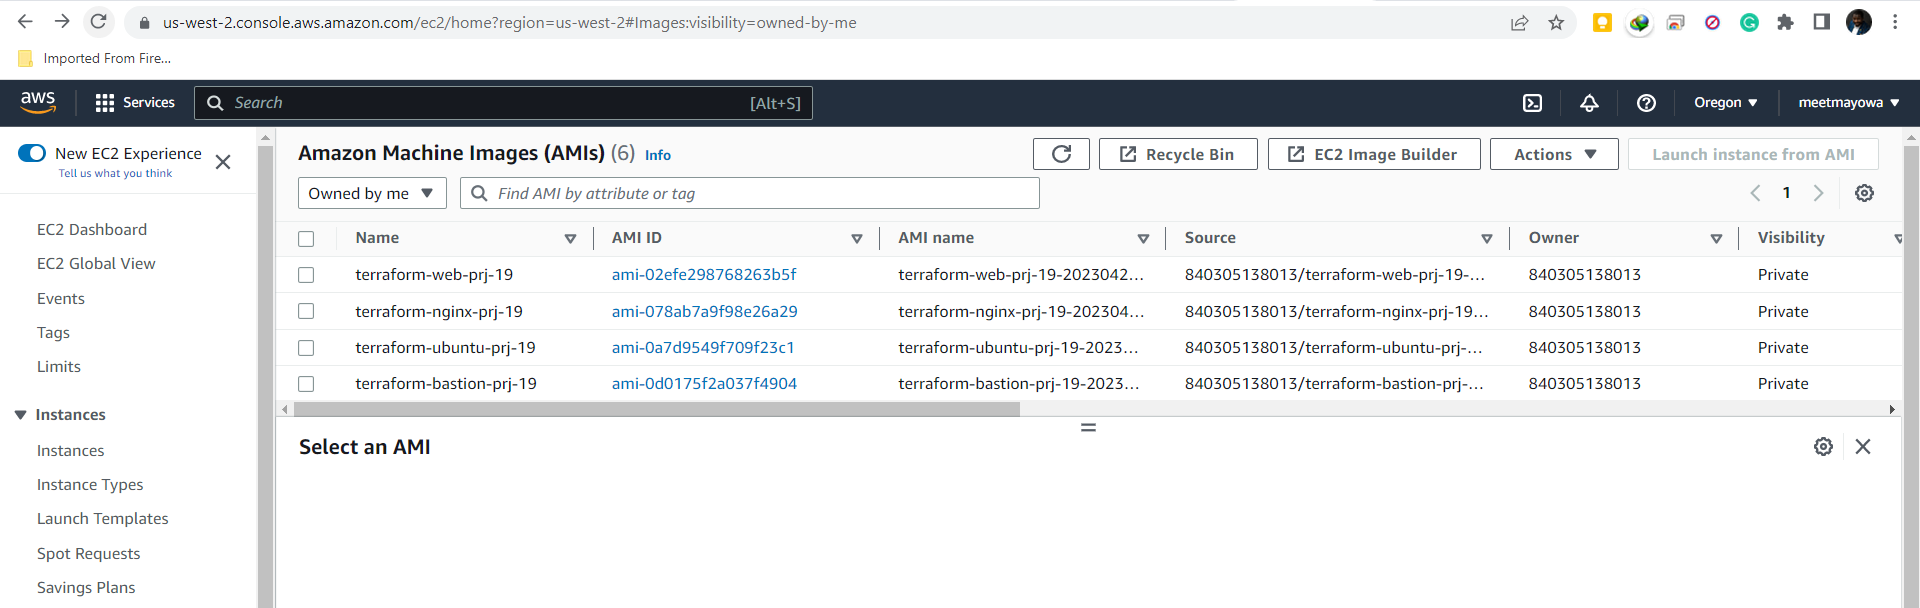 us-west-2.console.aws.amazon.com/ec2/home?region=us-west-2#Images:visibility=owned-by-me
Imported From Fire...
aws Services Search [Alt+S] Oregon meetmayowa
New EC2 Experience
Tell us what you think
EC2 Dashboard
EC2 Global View
Events
Tags
Limits
Instances
Instances
Instance Types
Launch Templates
Spot Requests
Savings Plans
Amazon Machine Images (AMIs) (6) Info Recycle Bin EC2 Image Builder Actions Launch instance from AMI
Owned by me Find AMI by attribute or tag 1
Name AMI ID AMI name Source Owner Visibility
terraform-web-prj-19 ami-02efe298768263b5f terraform-web-prj-19-2023042... 840305138013/terraform-web-prj-19-... 840305138013 Private
terraform-nginx-prj-19 ami-078ab7a9f98e26a29 terraform-nginx-prj-19-202304... 840305138013/terraform-nginx-prj-19... 840305138013 Private
terraform-ubuntu-prj-19 ami-0a7d9549f709f23c1 terraform-ubuntu-prj-19-2023... 840305138013/terraform-ubuntu-prj-... 840305138013 Private
terraform-bastion-prj-19 ami-0d0175f2a037f4904 terraform-bastion-prj-19-2023... 840305138013/terraform-bastion-prj-... 840305138013 Private
Select an AMI